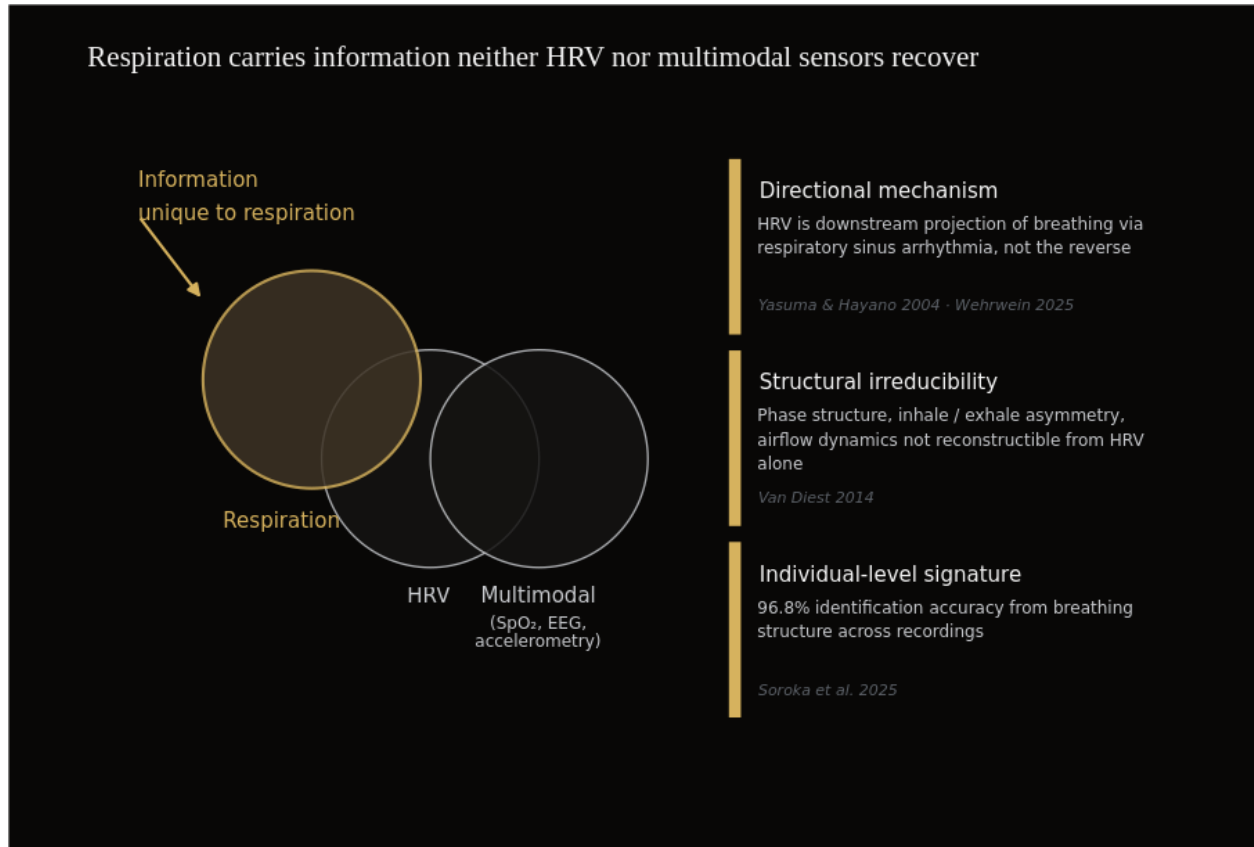 Respiration carries information neither HRV nor multimodal sensors recover
Information
unique to respiration
Respiration
HRV
Multimodal
(SpO₂, EEG,
accelerometry)
Directional mechanism
HRV is downstream projection of breathing via
respiratory sinus arrhythmia, not the reverse
Yasuma & Hayano 2004 · Wehrwein 2025
Structural irreducibility
Phase structure, inhale / exhale asymmetry,
airflow dynamics not reconstructible from HRV
alone
Van Diest 2014
Individual-level signature
96.8% identification accuracy from breathing
structure across recordings
Soroka et al. 2025